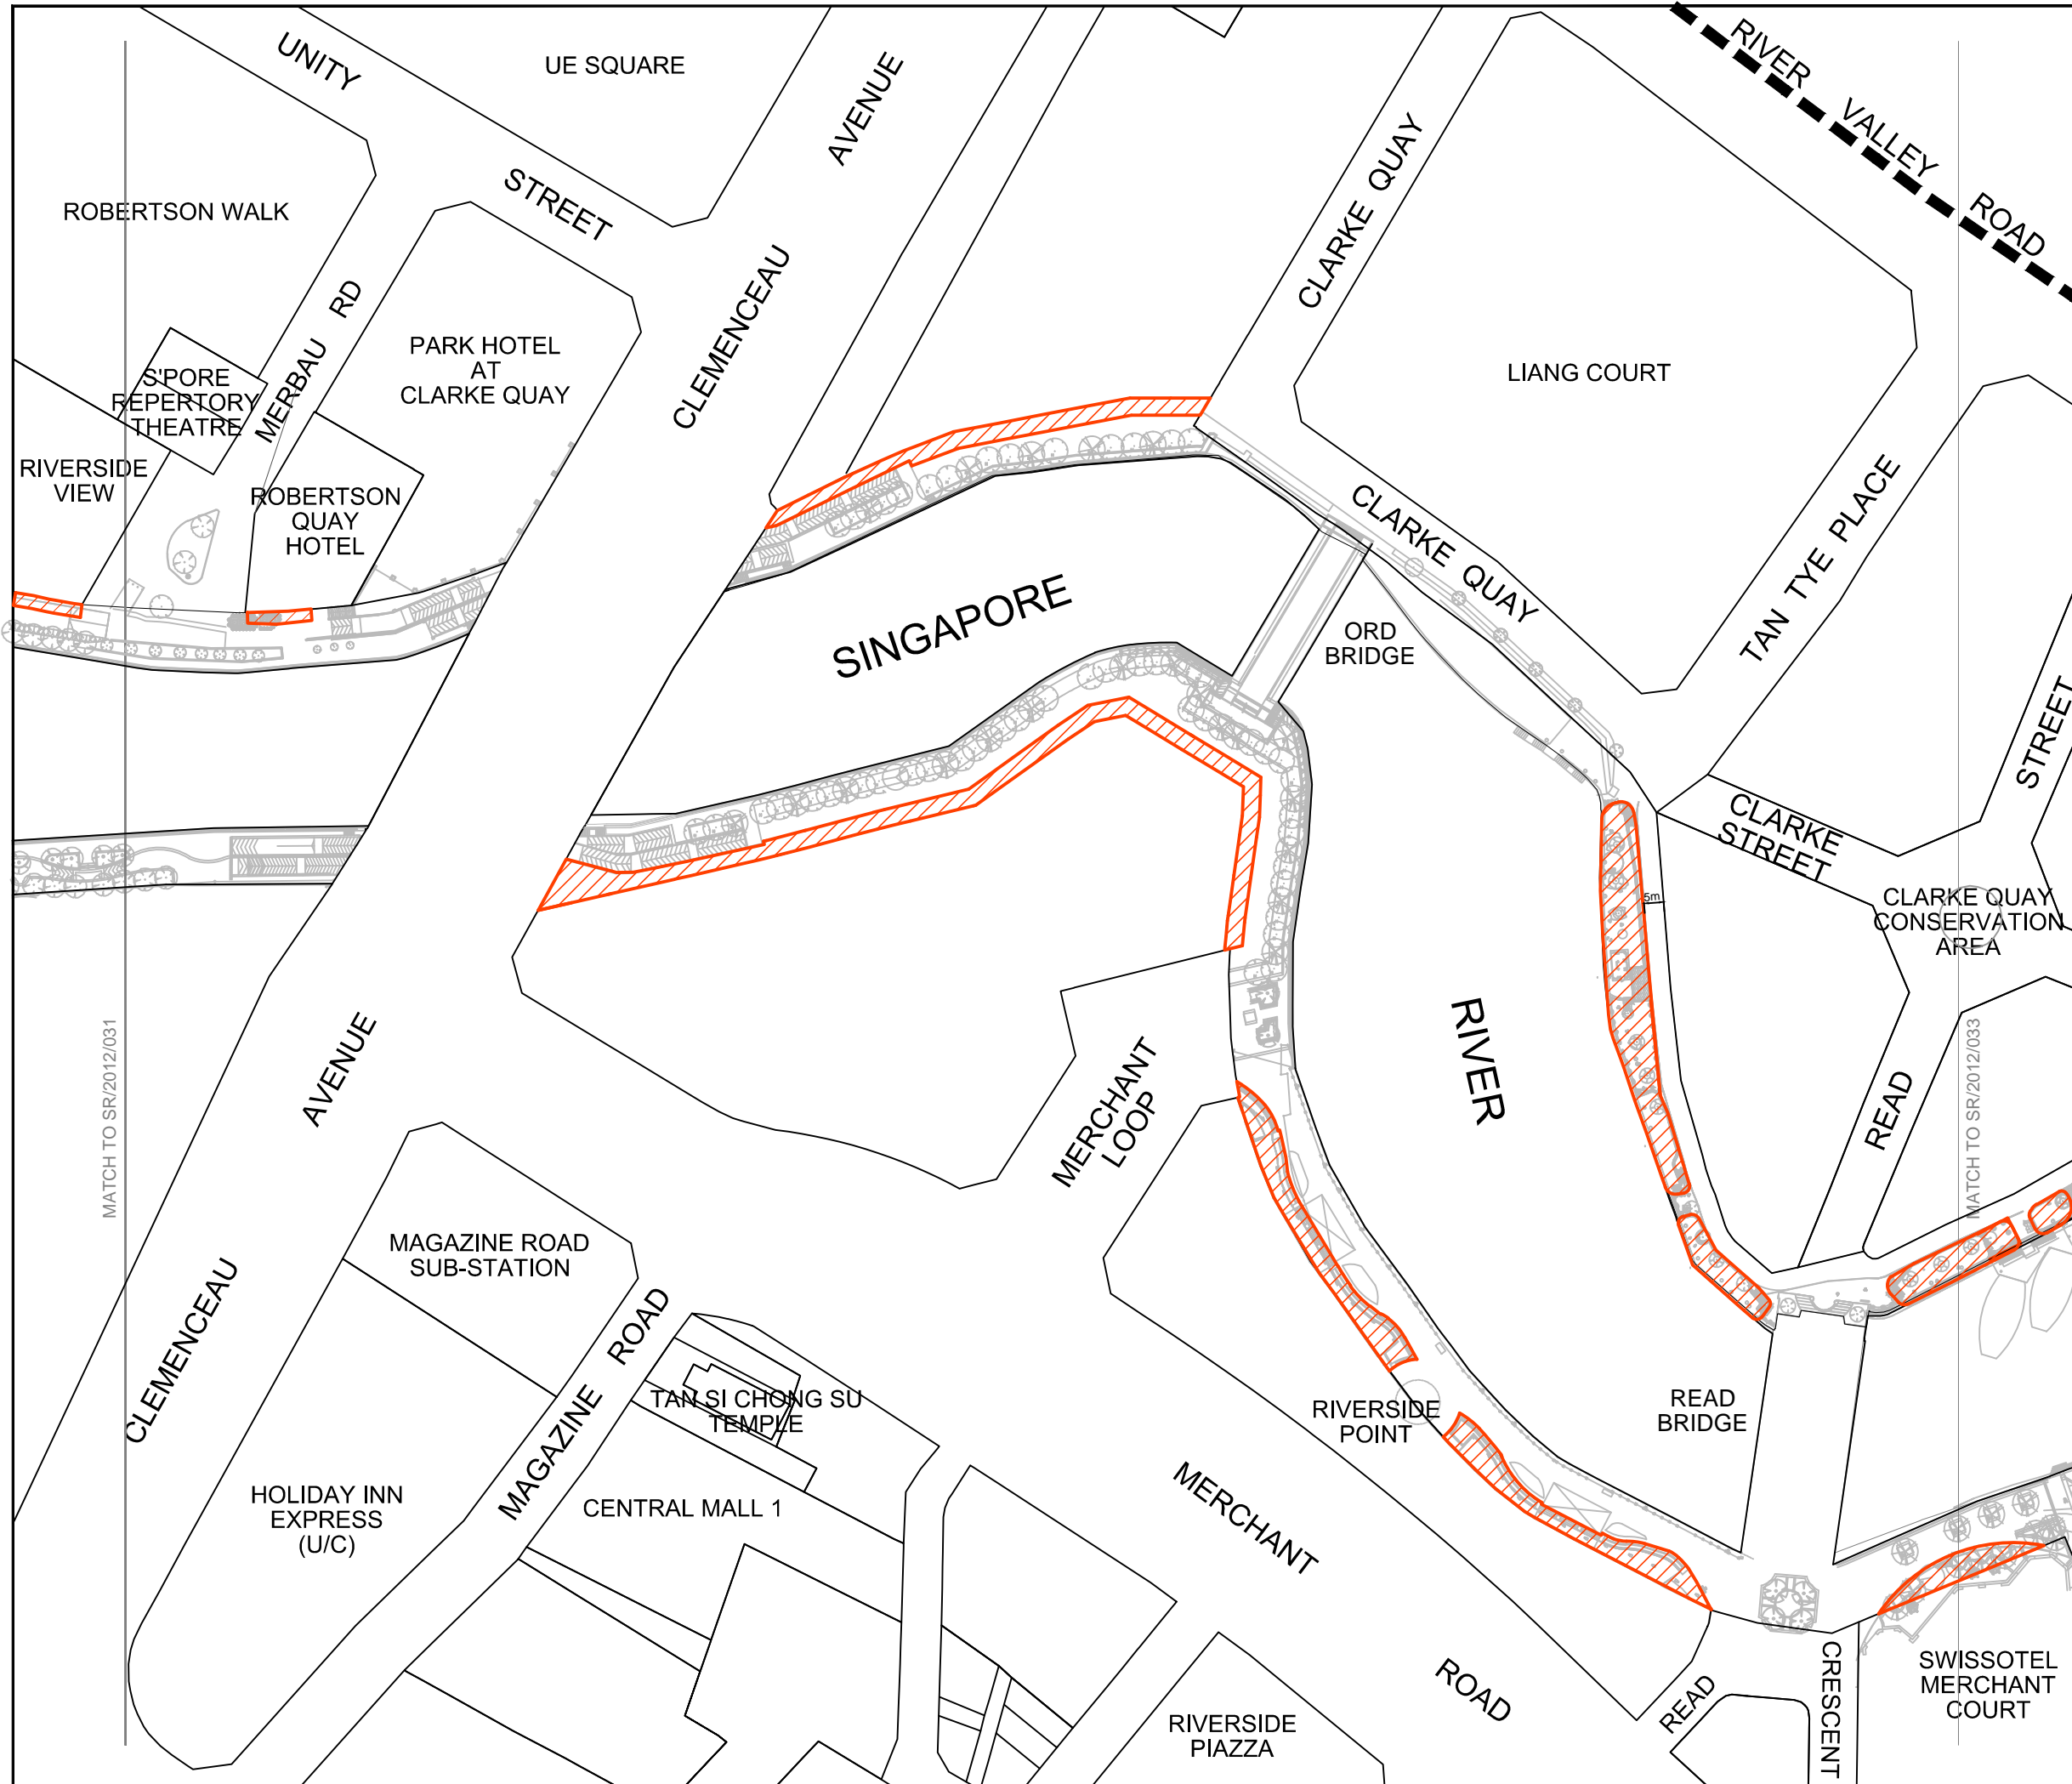 UNITY
STREET
UE SQUARE
AVENUE
CLEMENCEAU
RIVER VALLEY ROAD
CLARKE QUAY
ROBERTSON WALK
MERBAU RD
PARK HOTEL
AT
CLARKE QUAY
S'PORE
REPERTORY
THEATRE
RIVERSIDE
VIEW
ROBERTSON
QUAY
HOTEL
LIANG COURT
CLARKE QUAY
TAN TYE PLACE
SINGAPORE
ORD
BRIDGE
STREET
CLARKE
STREET
5m
CLARKE QUAY
CONSERVATION
AREA
RIVER
READ
MATCH TO SR/2012/031
MATCH TO SR/2012/033
AVENUE
CLEMENCEAU
MERCHANT
LOOP
MAGAZINE ROAD
SUB-STATION
MAGAZINE ROAD
TAN SI CHONG SU
TEMPLE
RIVERSIDE
POINT
READ
BRIDGE
HOLIDAY INN
EXPRESS
(U/C)
CENTRAL MALL 1
MERCHANT
ROAD
RIVERSIDE
PIAZZA
READ
CRESCENT
SWISSOTEL
MERCHANT
COURT